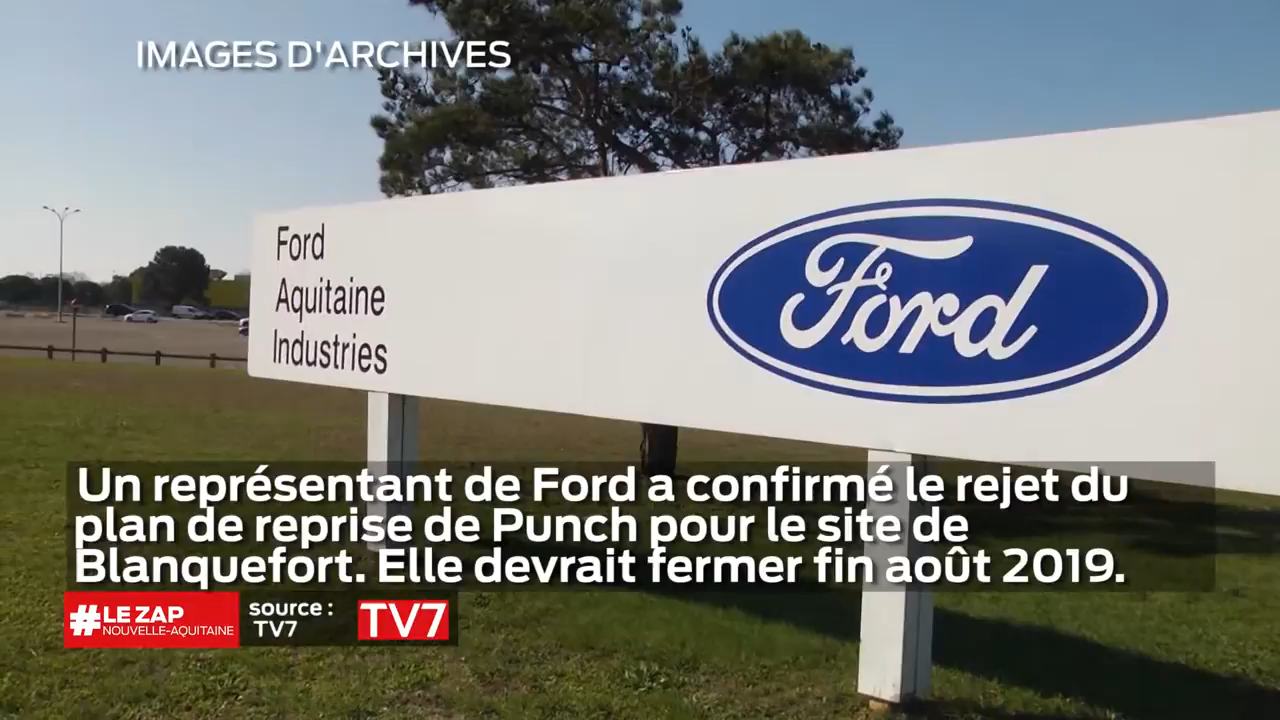 IMAGES D'ARCHIVES
Ford
Aquitaine
Industries
Ford
Un représentant de Ford a confirmé le rejet du
plan de reprise de Punch pour le site de
Blanquefort. Elle devrait fermer fin août 2019.
#LE ZAP
NOUVELLE-AQUITAINE
source :
TV7
TV7